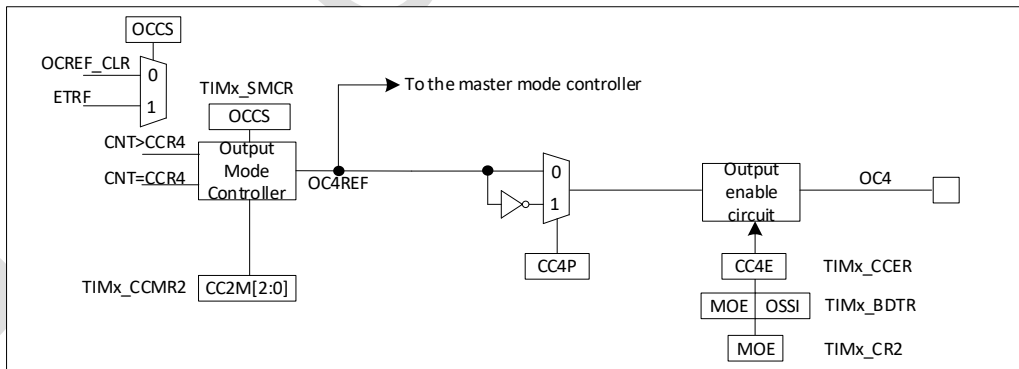 OCCS
OCREF_CLR
0
ETRF
1
To the master mode controller
TIMx_SMCR
OCCS
CNT>CCR4
CNT=CCR4
Output
Mode
Controller
OC4REF
0
1
CC4P
Output
enable
circuit
OC4
TIMx_CCMR2
CC2M[2:0]
CC4E
TIMx_CCER
MOE
OSSI
TIMx_BDTR
MOE
TIMx_CR2